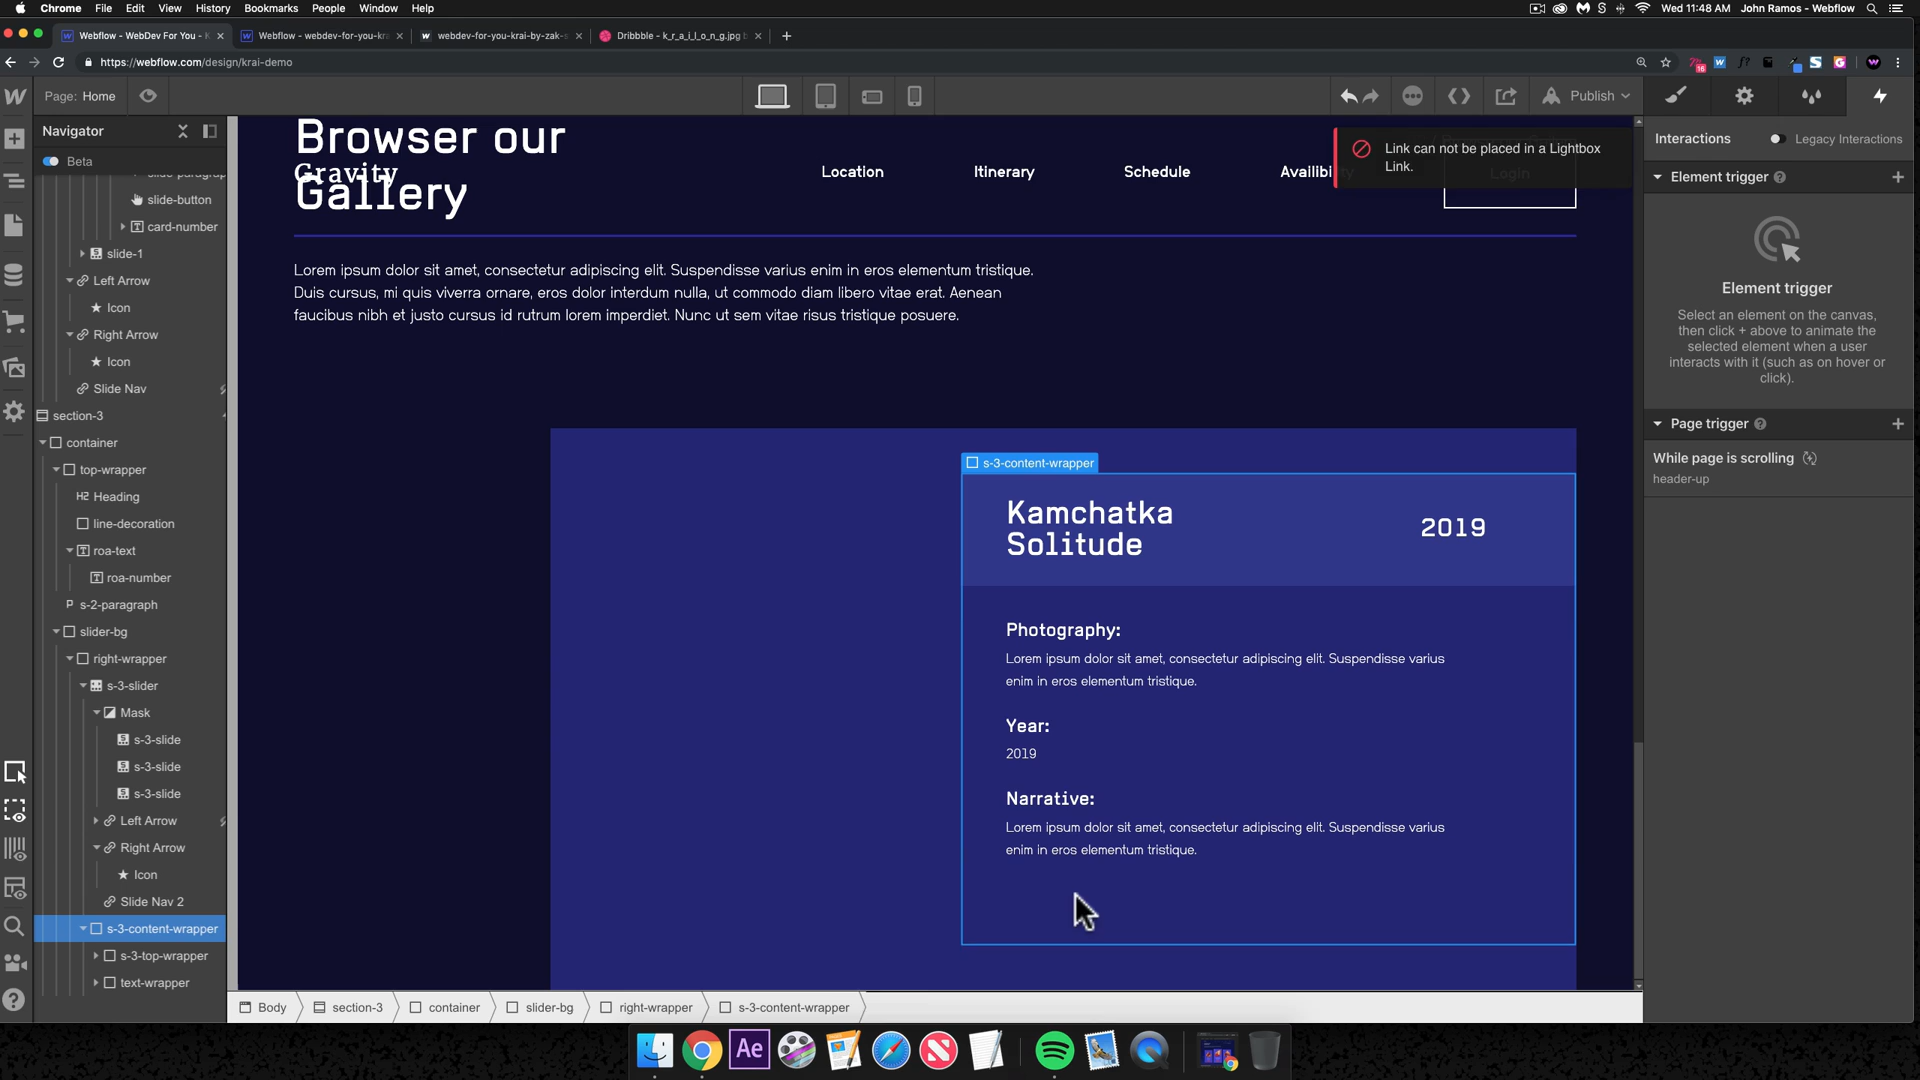 Chrome File Edit View History Bookmarks People Window Help
Wed 11:48 AM John Ramos - Webflow
Webflow - WebDev For You - K
Webflow - webdev-for-you-kra
webdev-for-you-krai-by-zak-s
Dribbble - k_r_a_i_l_o_n_g.jpg b
https://webflow.com/design/krai-demo
16
Page: Home
Publish
Navigator
Beta
slide-paragraph
slide-button
card-number
slide-1
Left Arrow
Icon
Right Arrow
Icon
Slide Nav
section-3
container
top-wrapper
H2 Heading
line-decoration
roa-text
roa-number
P s-2-paragraph
slider-bg
right-wrapper
s-3-slider
Mask
s-3-slide
s-3-slide
s-3-slide
Left Arrow
Right Arrow
Icon
Slide Nav 2
s-3-content-wrapper
s-3-top-wrapper
text-wrapper
Browser our
Gallery
Gravity
Location Itinerary Schedule Availibility
Login
Link can not be placed in a Lightbox
Link.
Lorem ipsum dolor sit amet, consectetur adipiscing elit. Suspendisse varius enim in eros elementum tristique.
Duis cursus, mi quis viverra ornare, eros dolor interdum nulla, ut commodo diam libero vitae erat. Aenean
faucibus nibh et justo cursus id rutrum lorem imperdiet. Nunc ut sem vitae risus tristique posuere.
s-3-content-wrapper
Kamchatka
Solitude
2019
Photography:
Lorem ipsum dolor sit amet, consectetur adipiscing elit. Suspendisse varius
enim in eros elementum tristique.
Year:
2019
Narrative:
Lorem ipsum dolor sit amet, consectetur adipiscing elit. Suspendisse varius
enim in eros elementum tristique.
Interactions
Legacy Interactions
Element trigger
Element trigger
Select an element on the canvas,
then click + above to animate the
selected element when a user
interacts with it (such as on hover or
click).
Page trigger
While page is scrolling
header-up
Body section-3 container slider-bg right-wrapper s-3-content-wrapper
Ae